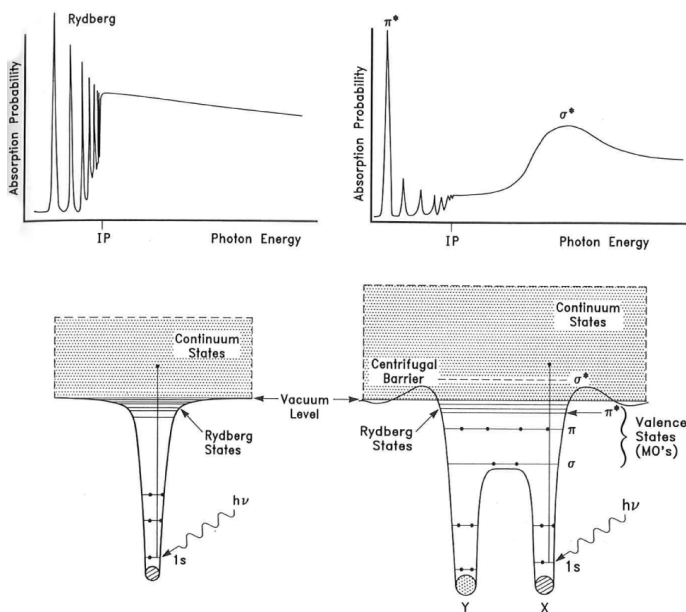 Absorption Probability
Rydberg
IP
Photon Energy
Absorption Probability
π*
σ*
IP
Photon Energy
Continuum
States
Vacuum
Level
Rydberg
States
hν
1s
Continuum
States
Centrifugal
Barrier
σ*
Rydberg
States
π*
π
σ
Valence
States
(MO's)
hν
1s
Y
X